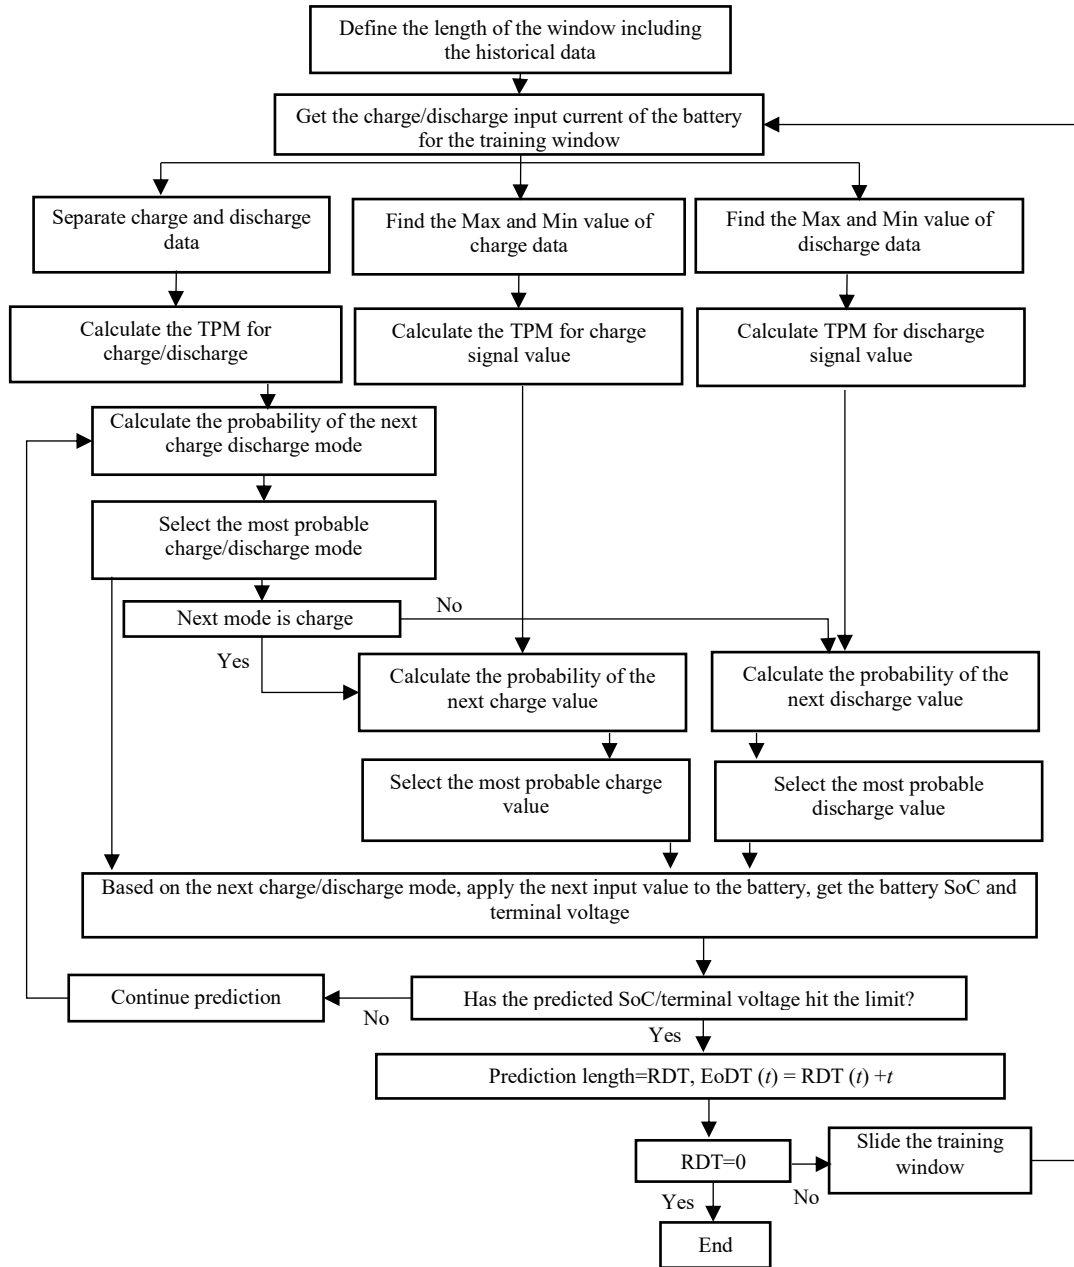 Define the length of the window including
the historical data
Get the charge/discharge input current of the battery
for the training window
Separate charge and discharge
data
Find the Max and Min value of
charge data
Find the Max and Min value of
discharge data
Calculate the TPM for
charge/discharge
Calculate the TPM for charge
signal value
Calculate TPM for discharge
signal value
Calculate the probability of the next
charge discharge mode
Select the most probable
charge/discharge mode
Next mode is charge
No
Yes
Calculate the probability of the
next charge value
Calculate the probability of the
next discharge value
Select the most probable charge
value
Select the most probable
discharge value
Based on the next charge/discharge mode, apply the next input value to the battery, get the battery SoC and
terminal voltage
Continue prediction
No
Has the predicted SoC/terminal voltage hit the limit?
Yes
Prediction length=RDT, EoDT (t) = RDT (t) +t
RDT=0
Slide the training
window
No
Yes
End